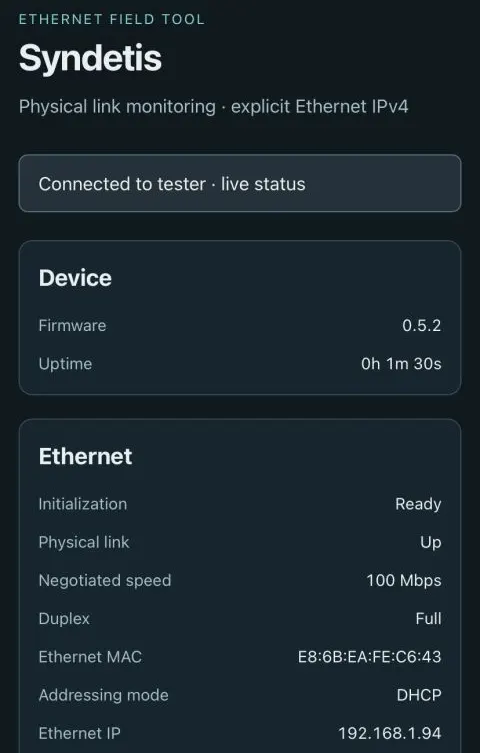 ETHERNET FIELD TOOL
Syndetis
Physical link monitoring · explicit Ethernet IPv4
Connected to tester · live status
Device
Firmware 0.5.2
Uptime 0h 1m 30s
Ethernet
Initialization Ready
Physical link Up
Negotiated speed 100 Mbps
Duplex Full
Ethernet MAC E8:6B:EA:FE:C6:43
Addressing mode DHCP
Ethernet IP 192.168.1.94